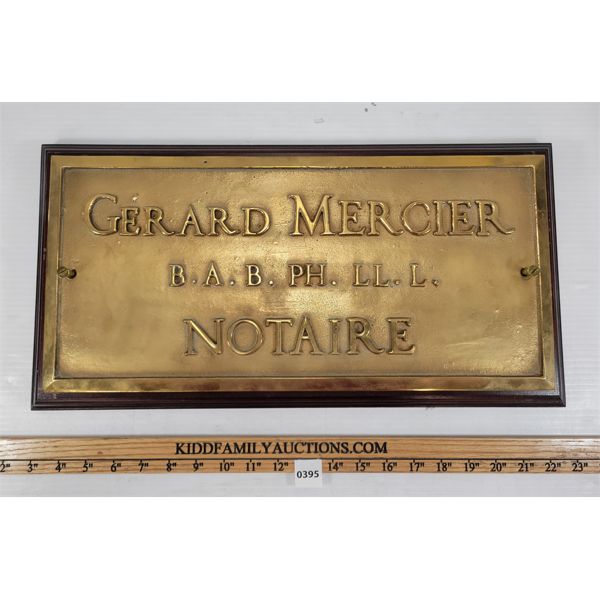 GERARD MERCIER
B. A. B. PH. LL. L.
NOTAIRE
KIDDFAMILYAUCTIONS.COM
2" 3" 4" 5" 6" 7" 8" 9" 10" 11" 12" 14" 15" 16" 17" 18" 19" 20" 21" 22" 23"
0395